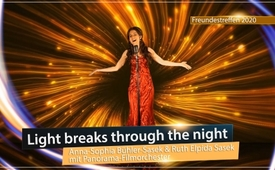 Freundestreffen 2020
Light breaks through the night
Anna-Sophia Bühler-Sasek & Ruth Elpida Sasek
mit Panorama-Filmorchester